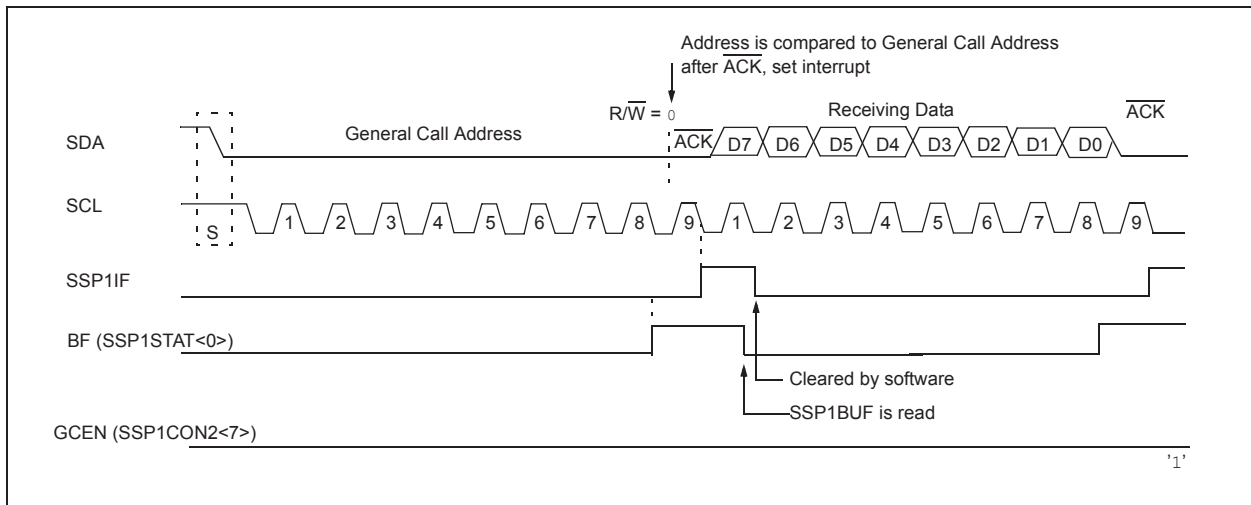 Address is compared to General Call Address
after ACK, set interrupt
R/W = 0
Receiving Data
ACK
SDA
General Call Address
ACK
D7
D6
D5
D4
D3
D2
D1
D0
SCL
S
1
2
3
4
5
6
7
8
9
1
2
3
4
5
6
7
8
9
SSP1IF
BF (SSP1STAT<0>)
Cleared by software
SSP1BUF is read
GCEN (SSP1CON2<7>)
'1'